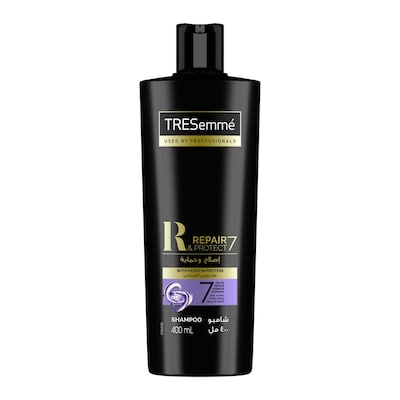 TRESemmé
USED BY PROFESSIONALS
R REPAIR
& PROTECT 7
إصلاح وحماية
WITH KERATIN PROTEIN
7
SHAMPOO شامبو
400 mL ٤٠٠ مل